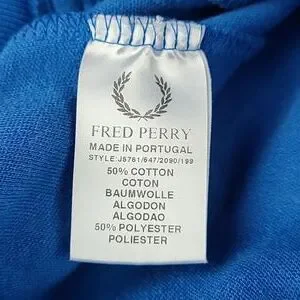 FRED PERRY
MADE IN PORTUGAL
STYLE:J5761/647/2090/199
50% COTTON
COTON
BAUMWOLLE
ALGODON
ALGODAO
50% POLYESTER
POLIESTER